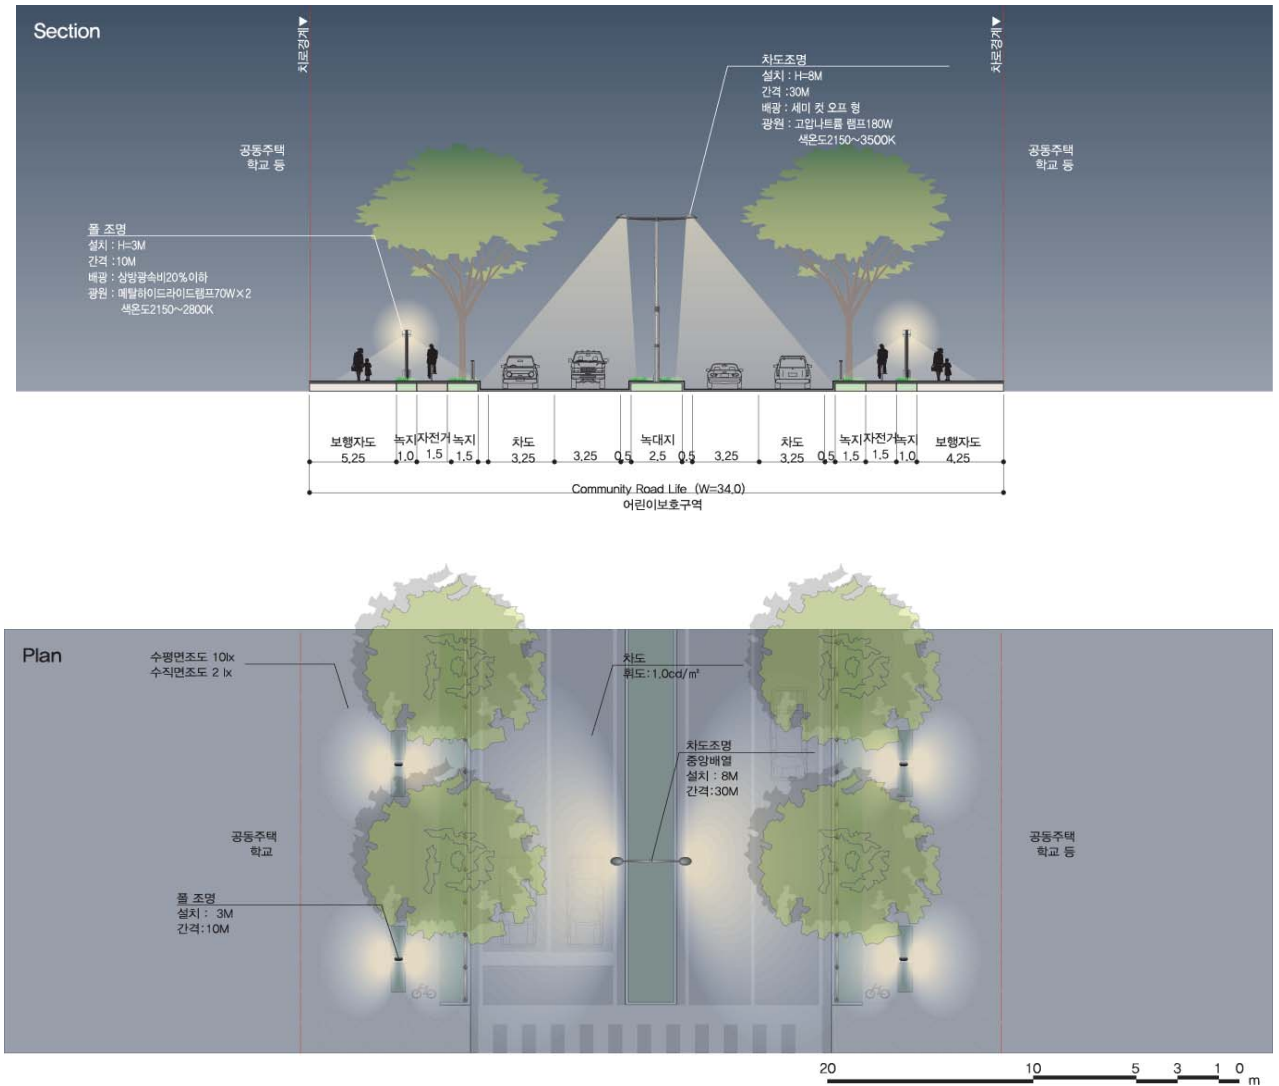 Section
차로경계▶
차로경계▶
차도조명
설치 : H=8M
간격 :30M
배광 : 세미 컷 오프 형
광원 : 고압나트륨 램프180W
색온도2150~3500K
공동주택
학교 등
공동주택
학교 등
폴 조명
설치 : H=3M
간격 :10M
배광 : 상방광속비20%이하
광원 : 메탈하이드라이드램프70W×2
색온도2150~2800K
보행자도 녹지 자전거 녹지 차도 녹대지 차도 녹지 자전거 녹지 보행자도
5.25 1.0 1.5 1.5 3.25 3.25 0.5 2.5 0.5 3.25 3.25 0.5 1.5 1.5 1.0 4.25
Community Road Life (W=34.0)
어린이보호구역
Plan
수평면조도 10lx
수직면조도 2 lx
차도
휘도:1.0cd/㎡
차도조명
중앙배열
설치 : 8M
간격:30M
공동주택
학교
공동주택
학교 등
폴 조명
설치 : 3M
간격:10M
20 10 5 3 1 0
m